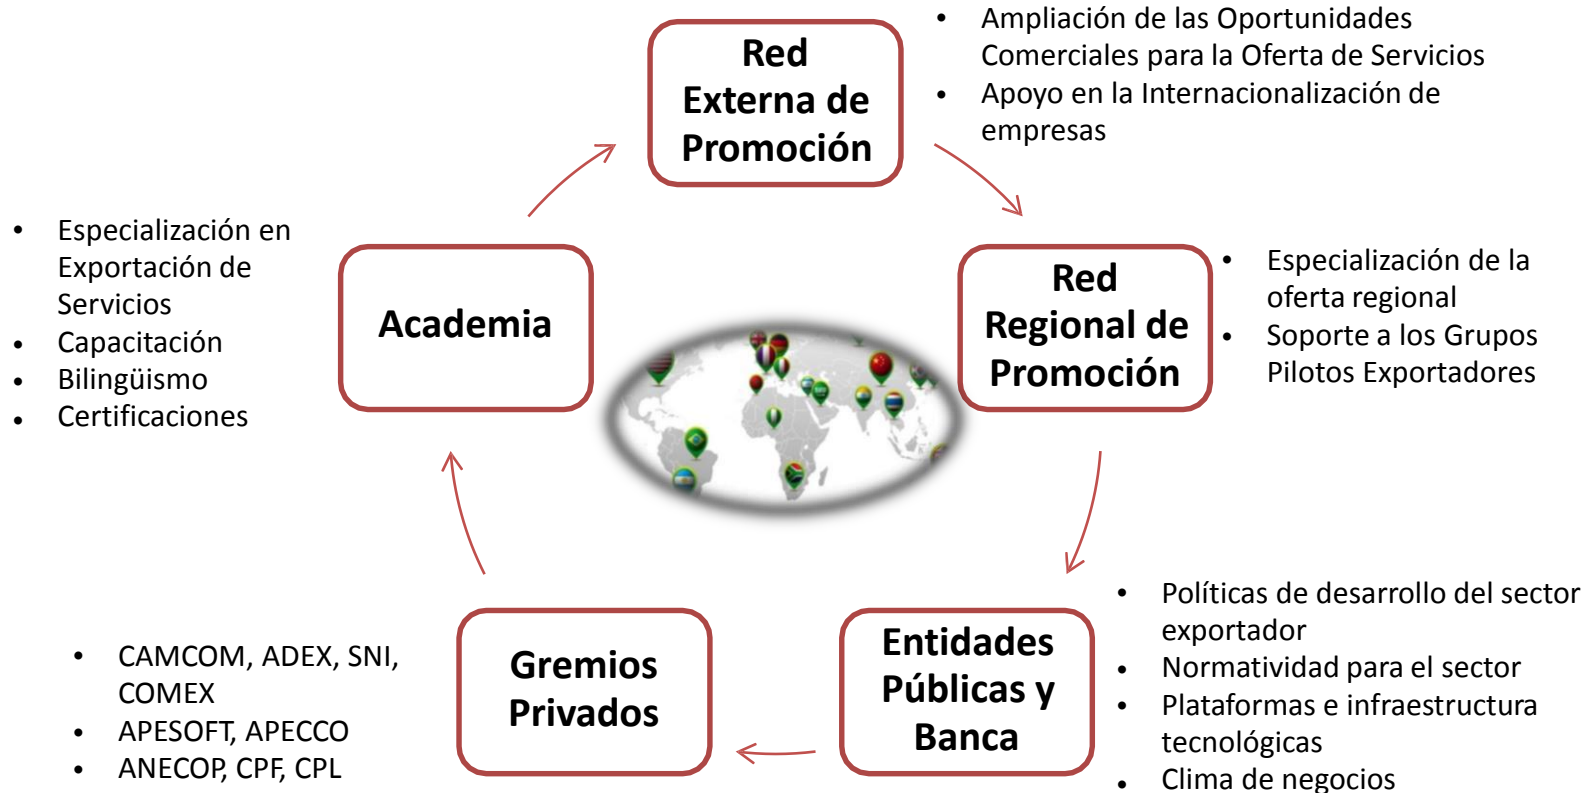 Red
Externa de
Promoción
• Ampliación de las Oportunidades
Comerciales para la Oferta de Servicios
• Apoyo en la Internacionalización de
empresas
Red
Regional de
Promoción
• Especialización de la
oferta regional
• Soporte a los Grupos
Pilotos Exportadores
Entidades
Públicas y
Banca
• Políticas de desarrollo del sector
exportador
• Normatividad para el sector
• Plataformas e infraestructura
tecnológicas
• Clima de negocios
Gremios
Privados
• CAMCOM, ADEX, SNI,
COMEX
• APESOFT, APECCO
• ANECOP, CPF, CPL
Academia
• Especialización en
Exportación de
Servicios
• Capacitación
• Bilingüismo
• Certificaciones